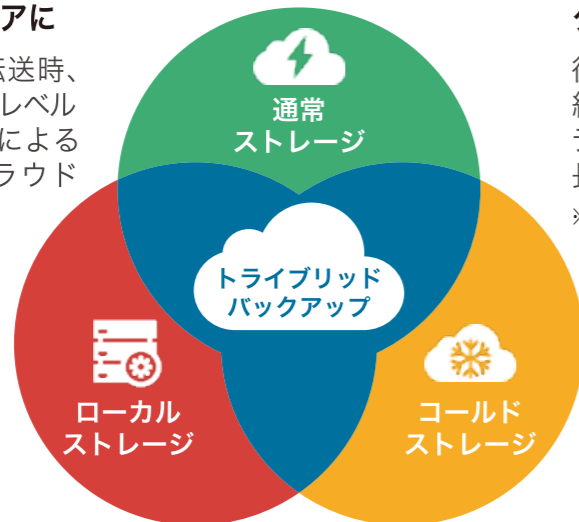 アに
送時、
レベル
による
ラウド
通常
ストレージ
トライブリッド
バックアップ
ローカル
ストレージ
コールド
ストレージ
※